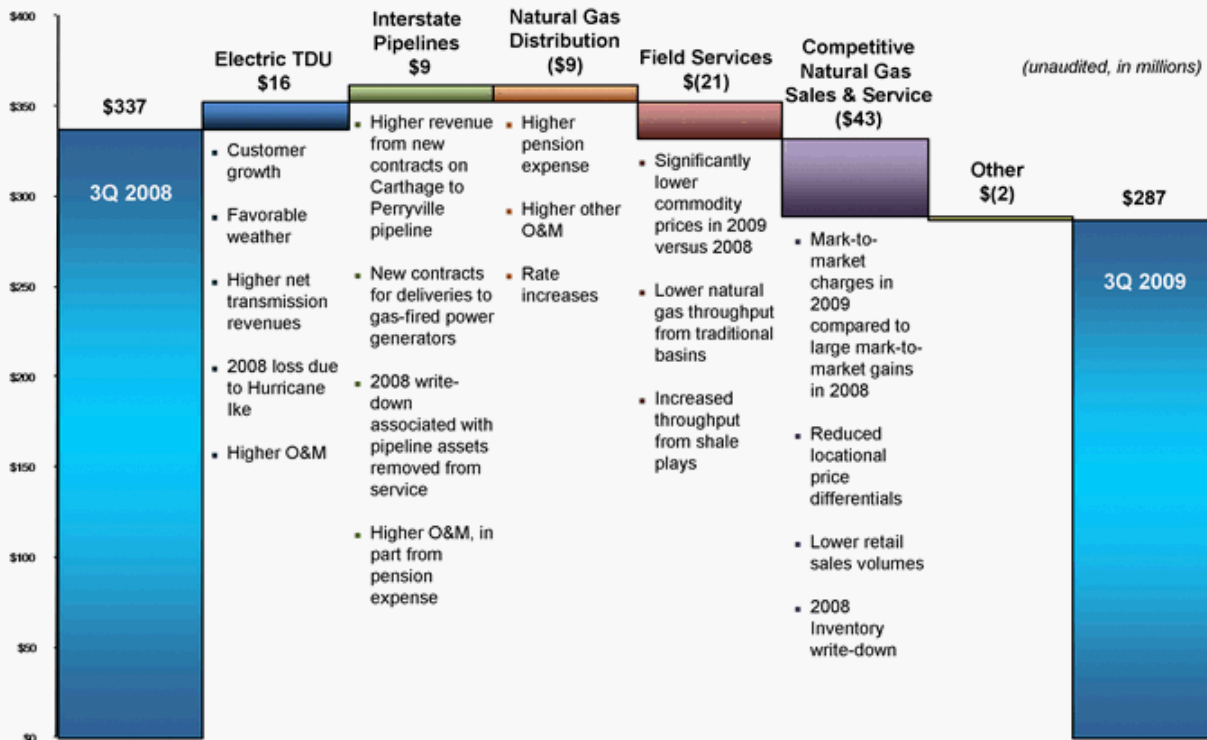 $400
$350
$300
$250
$200
$150
$100
$50
$0
(unaudited, in millions)
$337
3Q 2008
Electric TDU
$16
Customer
growth
Favorable
weather
Higher net
transmission
revenues
2008 loss due
to Hurricane
Ike
Higher O&M
Interstate
Pipelines
$9
Higher revenue
from new
contracts on
Carthage to
Perryville
pipeline
New contracts
for deliveries to
gas-fired power
generators
2008 write-
down
associated with
pipeline assets
removed from
service
Higher O&M, in
part from
pension
expense
Natural Gas
Distribution
($9)
Higher
pension
expense
Higher other
O&M
Rate
increases
Field Services
$(21)
Significantly
lower
commodity
prices in 2009
versus 2008
Lower natural
gas throughput
from traditional
basins
Increased
throughput
from shale
plays
Competitive
Natural Gas
Sales & Service
($43)
Mark-to-
market
charges in
2009
compared to
large mark-to-
market gains
in 2008
Reduced
locational
price
differentials
Lower retail
sales volumes
2008
Inventory
write-down
Other
$(2)
$287
3Q 2009